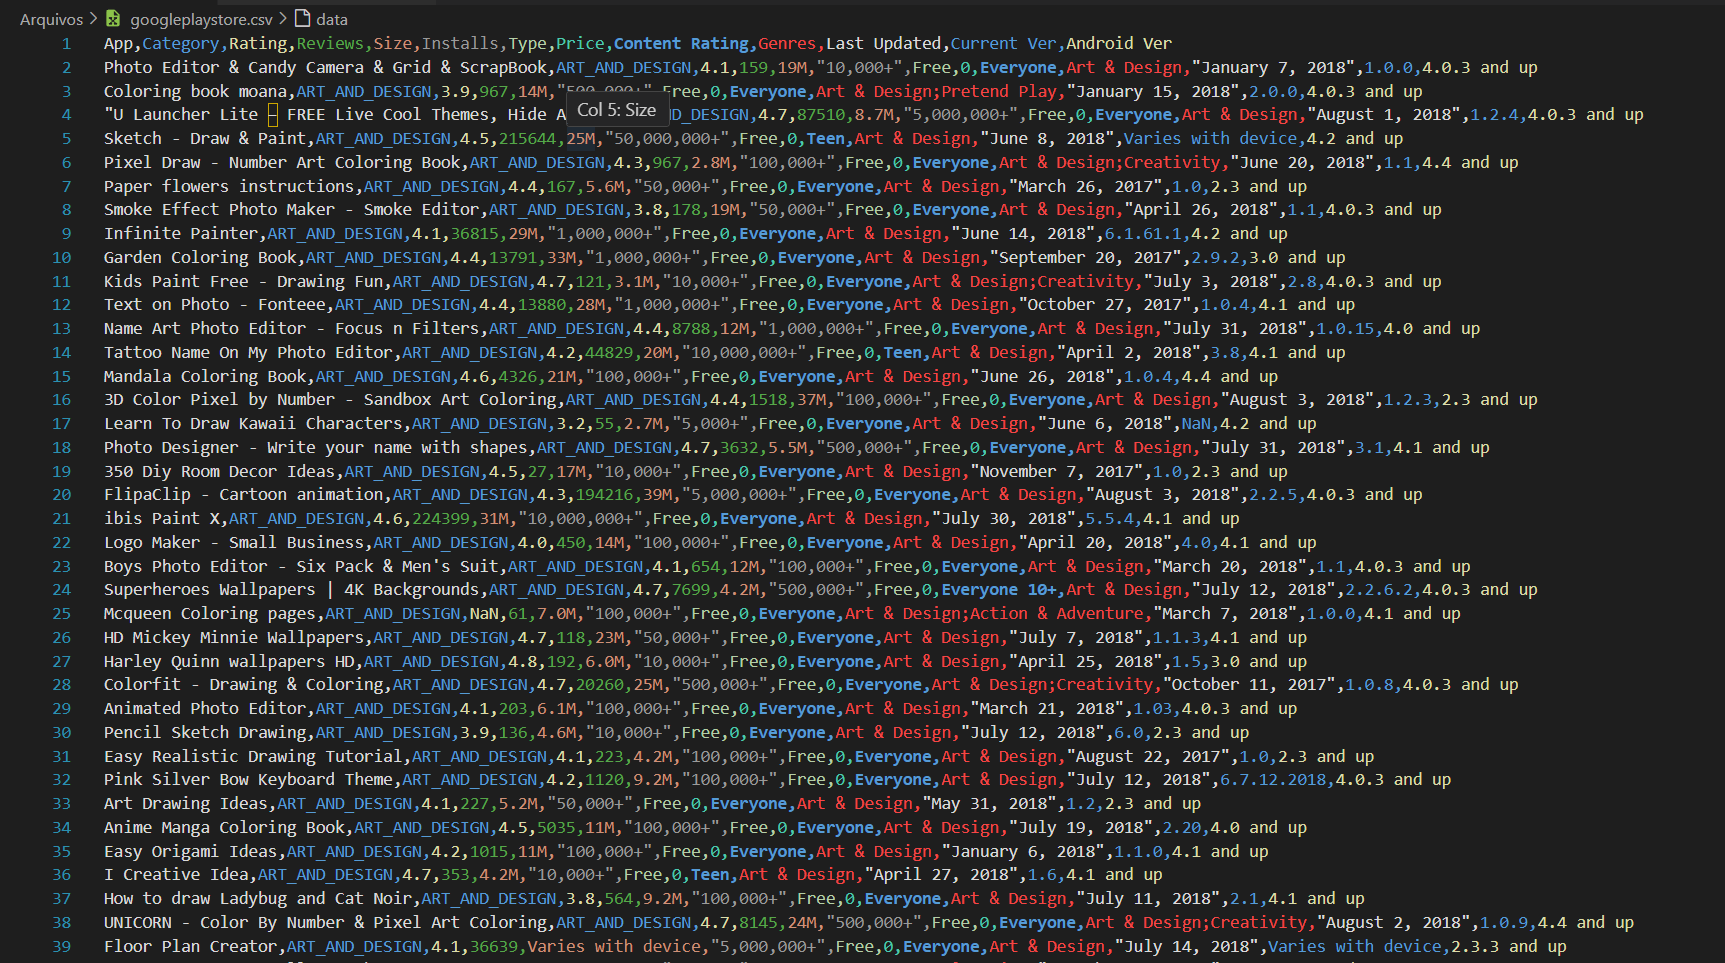 Arquivos > googleplaystore.csv > data
1 App,Category,Rating,Reviews,Size,Installs,Type,Price,Content Rating,Genres,Last Updated,Current Ver,Android Ver
2 Photo Editor & Candy Camera & Grid & ScrapBook,ART_AND_DESIGN,4.1,159,19M,"10,000+",Free,0,Everyone,Art & Design,"January 7, 2018",1.0.0,4.0.3 and up
3 Coloring book moana,ART_AND_DESIGN,3.9,967,14M,"500,000+",Free,0,Everyone,Art & Design;Pretend Play,"January 15, 2018",2.0.0,4.0.3 and up
Col 5: Size
4 "U Launcher Lite – FREE Live Cool Themes, Hide A D_DESIGN,4.7,87510,8.7M,"5,000,000+",Free,0,Everyone,Art & Design,"August 1, 2018",1.2.4,4.0.3 and up
5 Sketch - Draw & Paint,ART_AND_DESIGN,4.5,215644,25M,"50,000,000+",Free,0,Teen,Art & Design,"June 8, 2018",Varies with device,4.2 and up
6 Pixel Draw - Number Art Coloring Book,ART_AND_DESIGN,4.3,967,2.8M,"100,000+",Free,0,Everyone,Art & Design;Creativity,"June 20, 2018",1.1,4.4 and up
7 Paper flowers instructions,ART_AND_DESIGN,4.4,167,5.6M,"50,000+",Free,0,Everyone,Art & Design,"March 26, 2017",1.0,2.3 and up
8 Smoke Effect Photo Maker - Smoke Editor,ART_AND_DESIGN,3.8,178,19M,"50,000+",Free,0,Everyone,Art & Design,"April 26, 2018",1.1,4.0.3 and up
9 Infinite Painter,ART_AND_DESIGN,4.1,36815,29M,"1,000,000+",Free,0,Everyone,Art & Design,"June 14, 2018",6.1.61.1,4.2 and up
10 Garden Coloring Book,ART_AND_DESIGN,4.4,13791,33M,"1,000,000+",Free,0,Everyone,Art & Design,"September 20, 2017",2.9.2,3.0 and up
11 Kids Paint Free - Drawing Fun,ART_AND_DESIGN,4.7,121,3.1M,"10,000+",Free,0,Everyone,Art & Design;Creativity,"July 3, 2018",2.8,4.0.3 and up
12 Text on Photo - Fonteee,ART_AND_DESIGN,4.4,13880,28M,"1,000,000+",Free,0,Everyone,Art & Design,"October 27, 2017",1.0.4,4.1 and up
13 Name Art Photo Editor - Focus n Filters,ART_AND_DESIGN,4.4,8788,12M,"1,000,000+",Free,0,Everyone,Art & Design,"July 31, 2018",1.0.15,4.0 and up
14 Tattoo Name On My Photo Editor,ART_AND_DESIGN,4.2,44829,20M,"10,000,000+",Free,0,Teen,Art & Design,"April 2, 2018",3.8,4.1 and up
15 Mandala Coloring Book,ART_AND_DESIGN,4.6,4326,21M,"100,000+",Free,0,Everyone,Art & Design,"June 26, 2018",1.0.4,4.4 and up
16 3D Color Pixel by Number - Sandbox Art Coloring,ART_AND_DESIGN,4.4,1518,37M,"100,000+",Free,0,Everyone,Art & Design,"August 3, 2018",1.2.3,2.3 and up
17 Learn To Draw Kawaii Characters,ART_AND_DESIGN,3.2,55,2.7M,"5,000+",Free,0,Everyone,Art & Design,"June 6, 2018",NaN,4.2 and up
18 Photo Designer - Write your name with shapes,ART_AND_DESIGN,4.7,3632,5.5M,"500,000+",Free,0,Everyone,Art & Design,"July 31, 2018",3.1,4.1 and up
19 350 Diy Room Decor Ideas,ART_AND_DESIGN,4.5,27,17M,"10,000+",Free,0,Everyone,Art & Design,"November 7, 2017",1.0,2.3 and up
20 FlipaClip - Cartoon animation,ART_AND_DESIGN,4.3,194216,39M,"5,000,000+",Free,0,Everyone,Art & Design,"August 3, 2018",2.2.5,4.0.3 and up
21 ibis Paint X,ART_AND_DESIGN,4.6,224399,31M,"10,000,000+",Free,0,Everyone,Art & Design,"July 30, 2018",5.5.4,4.1 and up
22 Logo Maker - Small Business,ART_AND_DESIGN,4.0,450,14M,"100,000+",Free,0,Everyone,Art & Design,"April 20, 2018",4.0,4.1 and up
23 Boys Photo Editor - Six Pack & Men's Suit,ART_AND_DESIGN,4.1,654,12M,"100,000+",Free,0,Everyone,Art & Design,"March 20, 2018",1.1,4.0.3 and up
24 Superheroes Wallpapers | 4K Backgrounds,ART_AND_DESIGN,4.7,7699,4.2M,"500,000+",Free,0,Everyone 10+,Art & Design,"July 12, 2018",2.2.6.2,4.0.3 and up
25 Mcqueen Coloring pages,ART_AND_DESIGN,NaN,61,7.0M,"100,000+",Free,0,Everyone,Art & Design;Action & Adventure,"March 7, 2018",1.0.0,4.1 and up
26 HD Mickey Minnie Wallpapers,ART_AND_DESIGN,4.7,118,23M,"50,000+",Free,0,Everyone,Art & Design,"July 7, 2018",1.1.3,4.1 and up
27 Harley Quinn wallpapers HD,ART_AND_DESIGN,4.8,192,6.0M,"10,000+",Free,0,Everyone,Art & Design,"April 25, 2018",1.5,3.0 and up
28 Colorfit - Drawing & Coloring,ART_AND_DESIGN,4.7,20260,25M,"500,000+",Free,0,Everyone,Art & Design;Creativity,"October 11, 2017",1.0.8,4.0.3 and up
29 Animated Photo Editor,ART_AND_DESIGN,4.1,203,6.1M,"100,000+",Free,0,Everyone,Art & Design,"March 21, 2018",1.03,4.0.3 and up
30 Pencil Sketch Drawing,ART_AND_DESIGN,3.9,136,4.6M,"10,000+",Free,0,Everyone,Art & Design,"July 12, 2018",6.0,2.3 and up
31 Easy Realistic Drawing Tutorial,ART_AND_DESIGN,4.1,223,4.2M,"100,000+",Free,0,Everyone,Art & Design,"August 22, 2017",1.0,2.3 and up
32 Pink Silver Bow Keyboard Theme,ART_AND_DESIGN,4.2,1120,9.2M,"100,000+",Free,0,Everyone,Art & Design,"July 12, 2018",6.7.12.2018,4.0.3 and up
33 Art Drawing Ideas,ART_AND_DESIGN,4.1,227,5.2M,"50,000+",Free,0,Everyone,Art & Design,"May 31, 2018",1.2,2.3 and up
34 Anime Manga Coloring Book,ART_AND_DESIGN,4.5,5035,11M,"100,000+",Free,0,Everyone,Art & Design,"July 19, 2018",2.20,4.0 and up
35 Easy Origami Ideas,ART_AND_DESIGN,4.2,1015,11M,"100,000+",Free,0,Everyone,Art & Design,"January 6, 2018",1.1.0,4.1 and up
36 I Creative Idea,ART_AND_DESIGN,4.7,353,4.2M,"10,000+",Free,0,Teen,Art & Design,"April 27, 2018",1.6,4.1 and up
37 How to draw Ladybug and Cat Noir,ART_AND_DESIGN,3.8,564,9.2M,"100,000+",Free,0,Everyone,Art & Design,"July 11, 2018",2.1,4.1 and up
38 UNICORN - Color By Number & Pixel Art Coloring,ART_AND_DESIGN,4.7,8145,24M,"500,000+",Free,0,Everyone,Art & Design;Creativity,"August 2, 2018",1.0.9,4.4 and up
39 Floor Plan Creator,ART_AND_DESIGN,4.1,36639,Varies with device,"5,000,000+",Free,0,Everyone,Art & Design,"July 14, 2018",Varies with device,2.3.3 and up